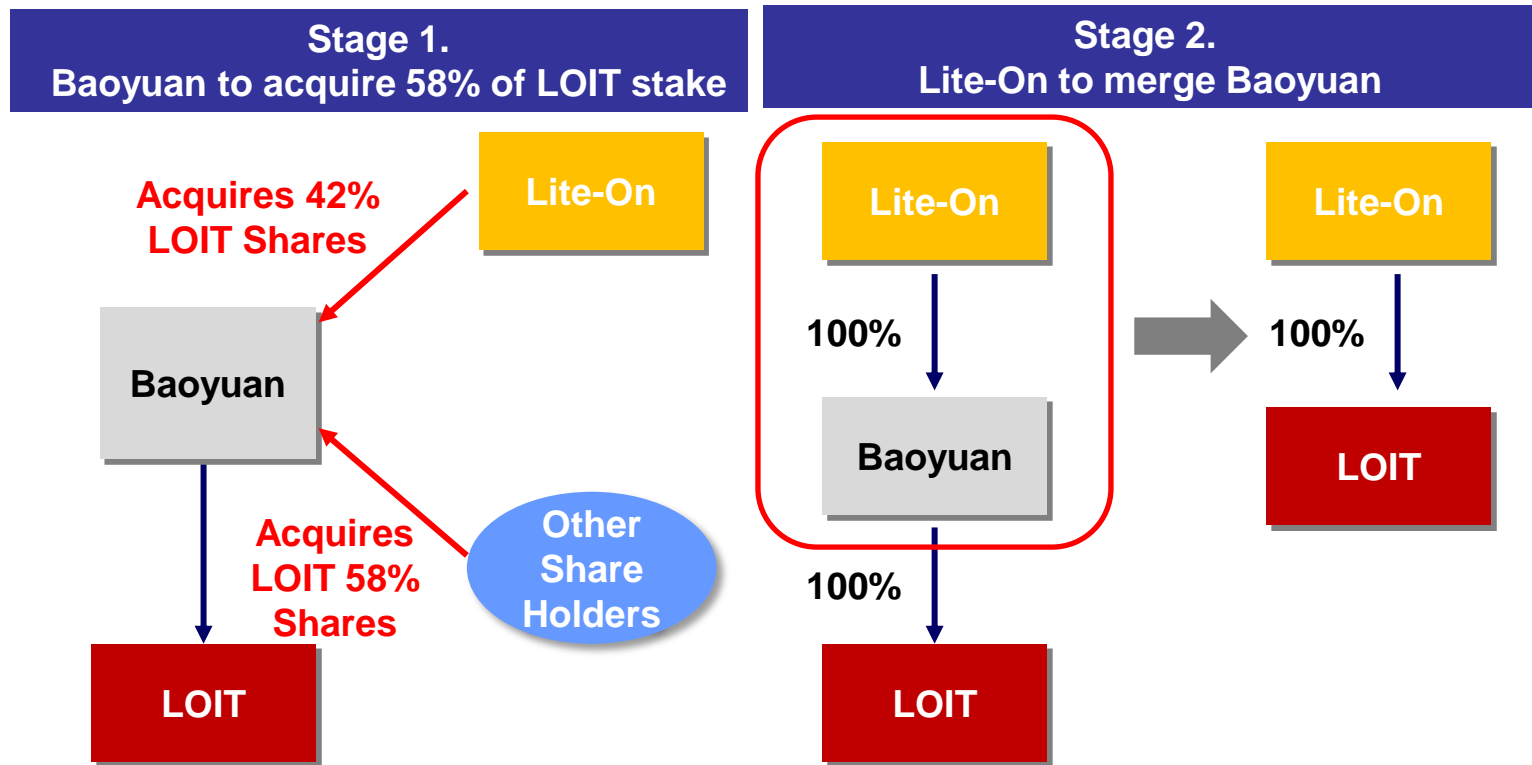 Stage 1.
Baoyuan to acquire 58% of LOIT stake
Acquires 42%
LOIT Shares
Lite-On
Baoyuan
Acquires
LOIT 58%
Shares
Other
Share
Holders
LOIT
Stage 2.
Lite-On to merge Baoyuan
Lite-On
100%
Baoyuan
100%
LOIT
Lite-On
100%
LOIT